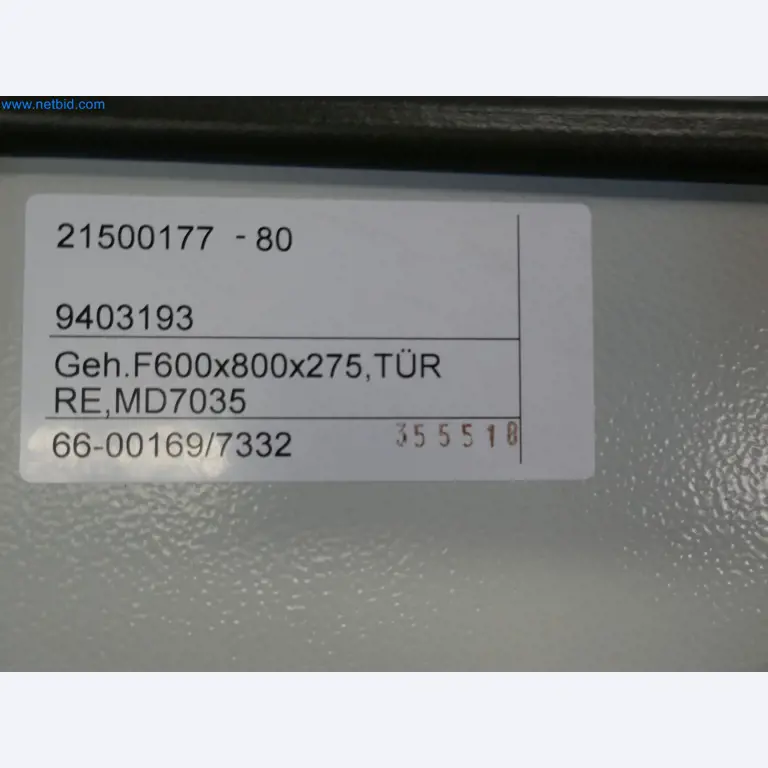 www.netbid.com
21500177 - 80
9403193
Geh.F600x800x275,TÜR
RE,MD7035
66-00169/7332 355518